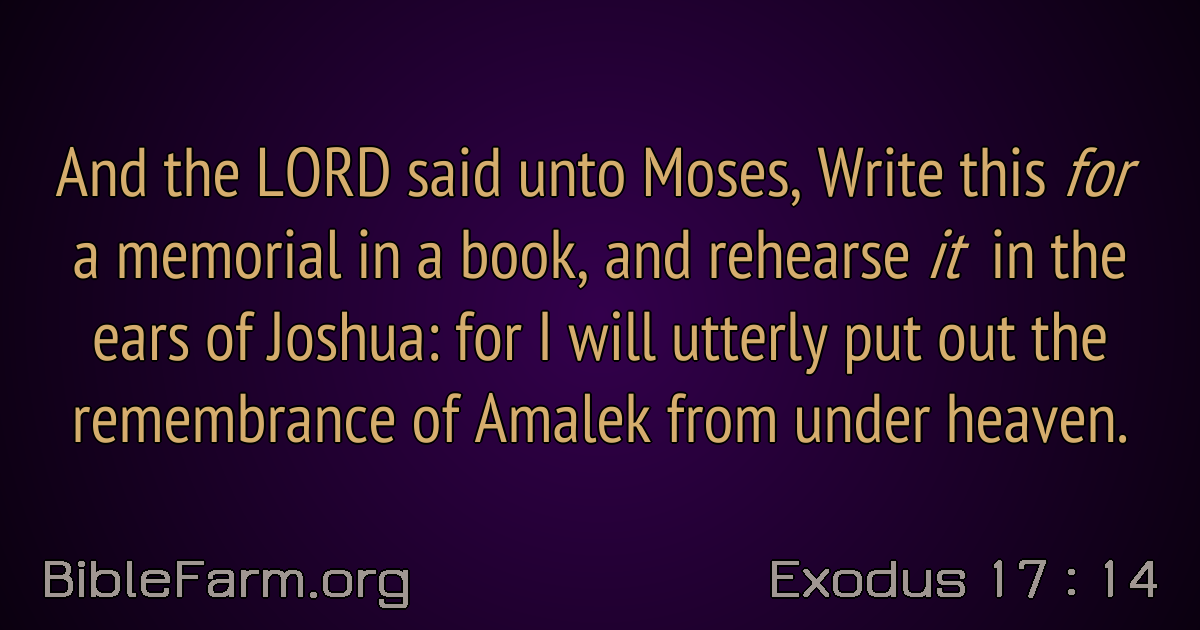 And the LORD said unto Moses, Write this for
a memorial in a book, and rehearse it in the
ears of Joshua: for I will utterly put out the
remembrance of Amalek from under heaven.
BibleFarm.org
Exodus 17 : 14